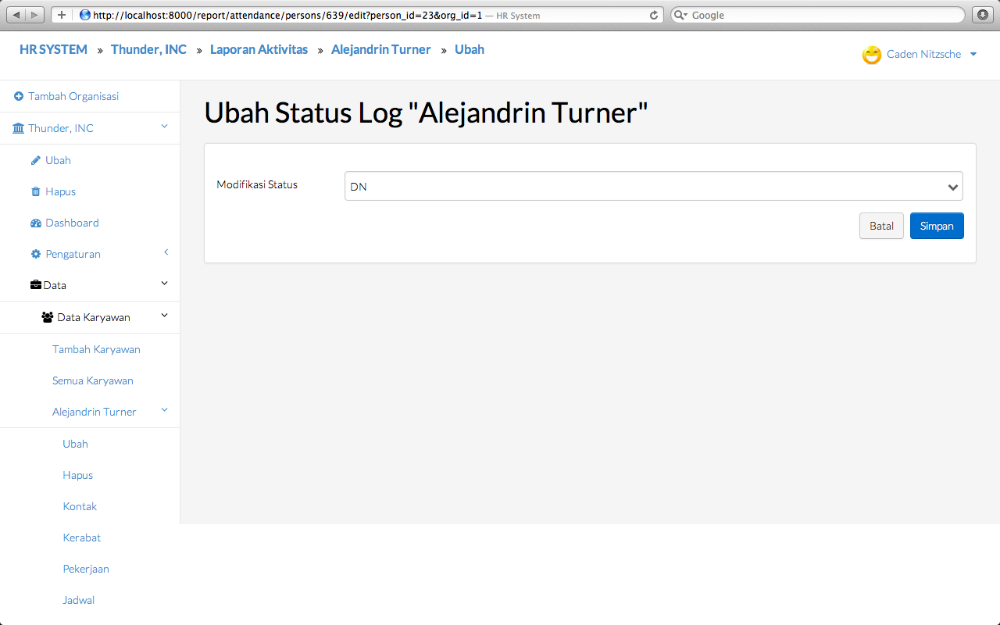 http://localhost:8000/report/attendance/persons/639/edit?person_id=23&org_id=1 — HR System
Google
HR SYSTEM » Thunder, INC » Laporan Aktivitas » Alejandrin Turner » Ubah
Caden Nitzsche
Tambah Organisasi
Thunder, INC
Ubah
Hapus
Dashboard
Pengaturan
Data
Data Karyawan
Tambah Karyawan
Semua Karyawan
Alejandrin Turner
Ubah
Hapus
Kontak
Kerabat
Pekerjaan
Jadwal
Ubah Status Log "Alejandrin Turner"
Modifikasi Status
DN
Batal
Simpan